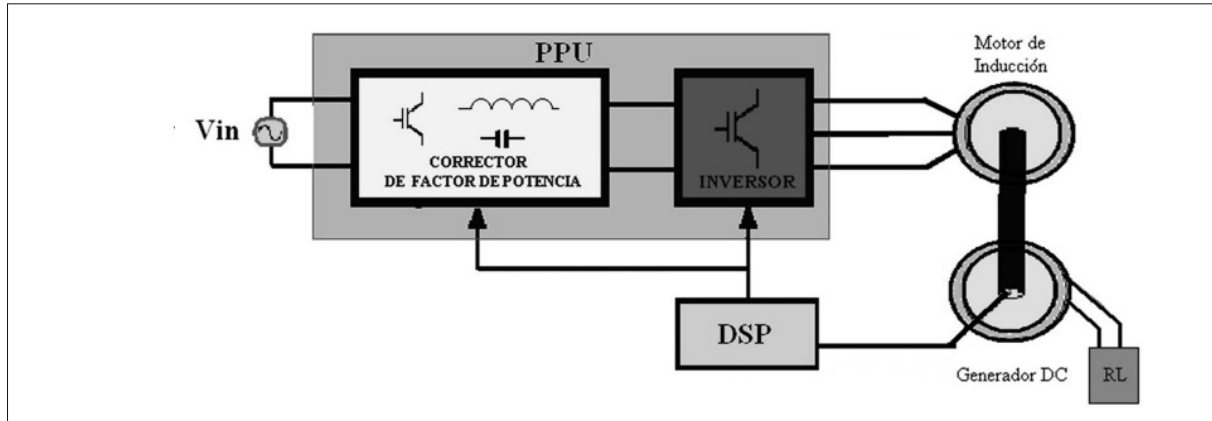 PPU
Motor de
Inducción
Vin
CORRECTOR
DE FACTOR DE POTENCIA
INVERSOR
DSP
Generador DC
RL